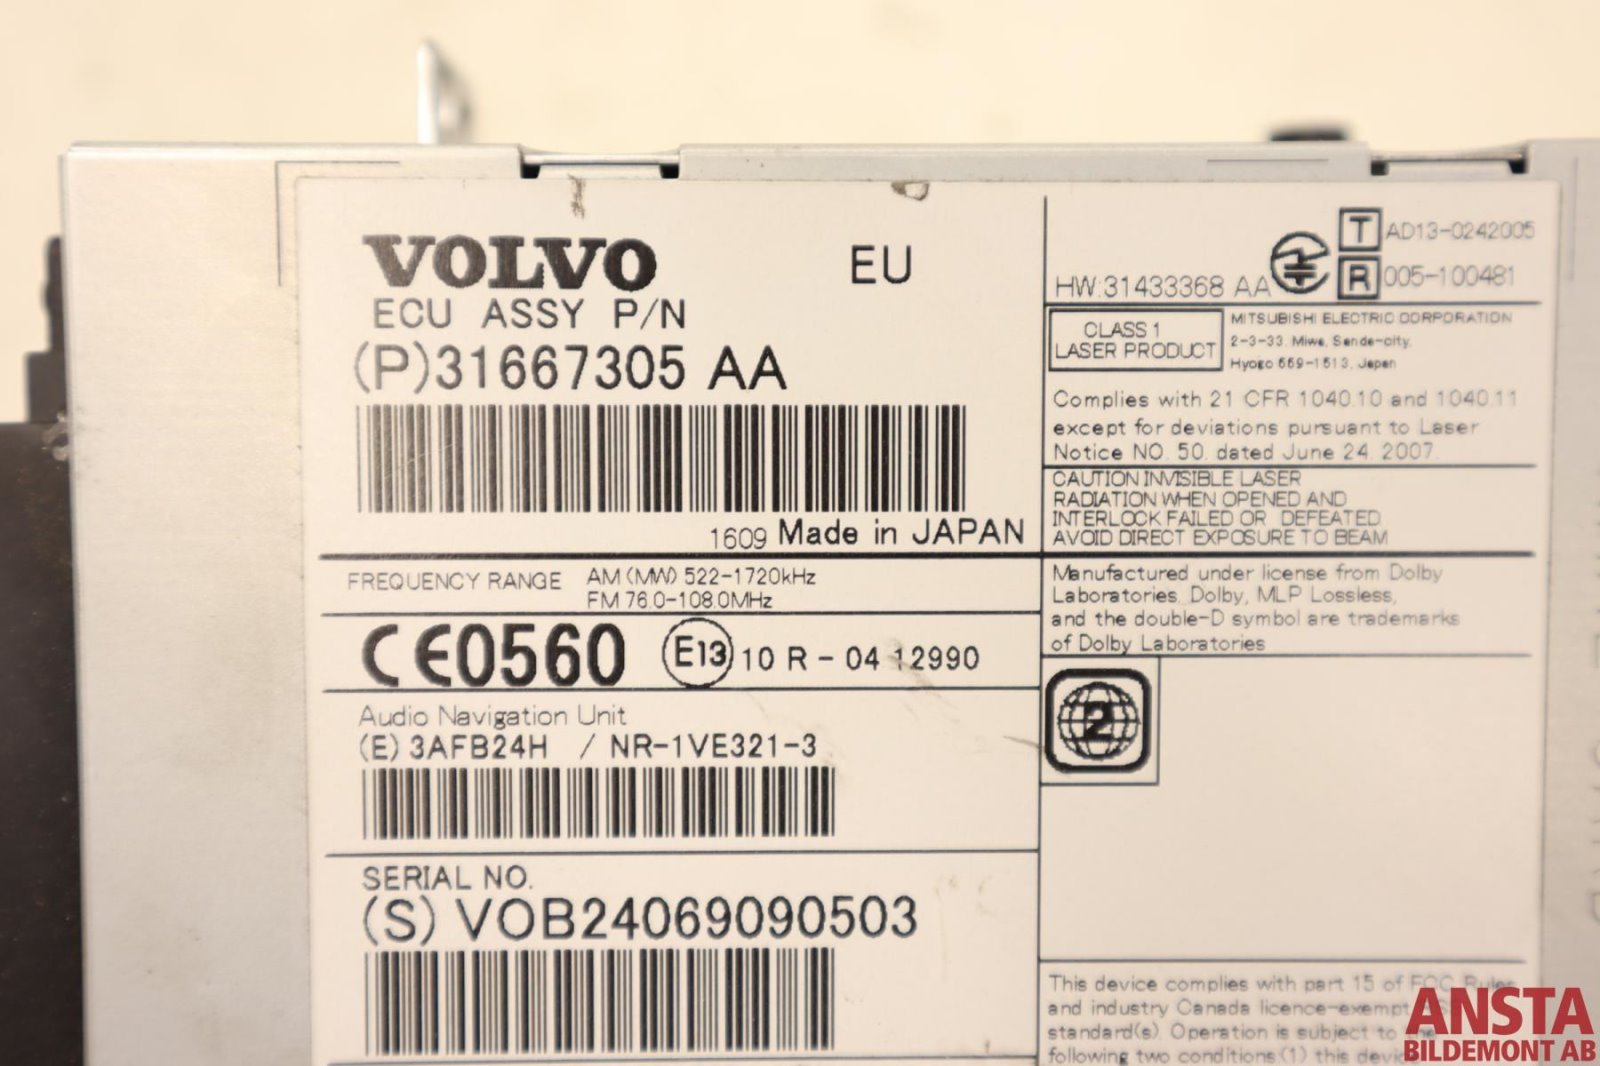 VOLVO
EU
ECU ASSY P/N
(P)31667305 AA
1609 Made in JAPAN
FREQUENCY RANGE AM (MW) 522-1720kHz
FM 76.0-108.0MHz
CE0560 E13 10 R - 04 12990
Audio Navigation Unit
(E) 3AFB24H / NR-1VE321-3
SERIAL NO.
(S) VOB24069090503
T AD13-0242005
HW:31433368 AA R 005-100481
CLASS 1
LASER PRODUCT
MITSUBISHI ELECTRIC CORPORATION
2-3-33, Miwa, Sanda-city,
Hyogo 669-1513, Japan
Complies with 21 CFR 1040.10 and 1040.11
except for deviations pursuant to Laser
Notice NO. 50. dated June 24. 2007.
CAUTION INVISIBLE LASER
RADIATION WHEN OPENED AND
INTERLOCK FAILED OR DEFEATED
AVOID DIRECT EXPOSURE TO BEAM
Manufactured under license from Dolby
Laboratories. Dolby, MLP Lossless,
and the double-D symbol are trademarks
of Dolby Laboratories
2
This device complies with part 15 of FCC Rules
and industry Canada licence-exempt
standard(s). Operation is subject to the
following two conditions:(1) this
ANSTA
BILDEMONT AB